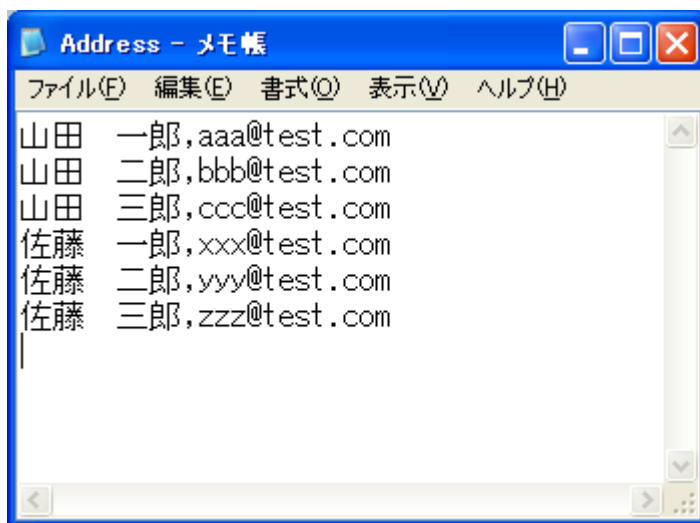 Address - メモ帳
ファイル(F) 編集(E) 書式(O) 表示(V) ヘルプ(H)
山田　一郎,aaa@test.com
山田　二郎,bbb@test.com
山田　三郎,ccc@test.com
佐藤　一郎,xxx@test.com
佐藤　二郎,yyy@test.com
佐藤　三郎,zzz@test.com